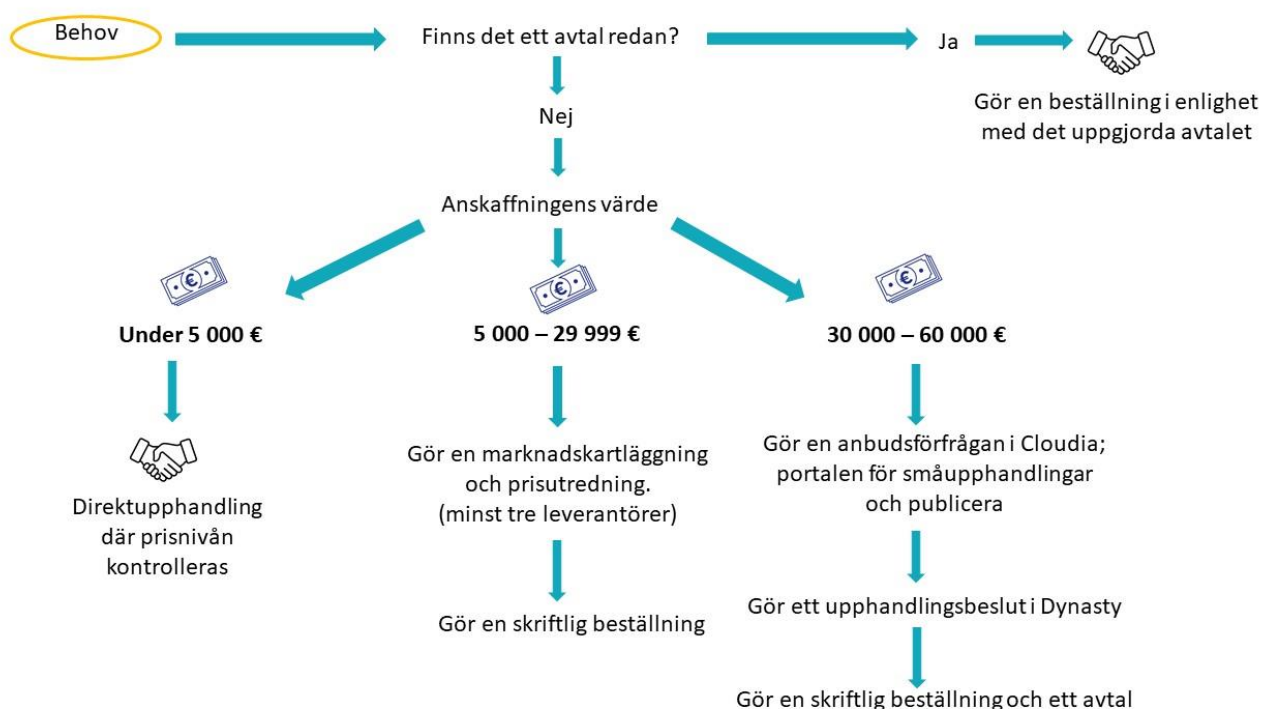 Behov
Finns det ett avtal redan?
Ja
Gör en beställning i enlighet
med det uppgjorda avtalet
Nej
Anskaffningens värde
€
Under 5 000 €
Direktupphandling
där prisnivån
kontrolleras
€
5 000 – 29 999 €
Gör en marknadskartläggning
och prisutredning.
(minst tre leverantörer)
Gör en skriftlig beställning
€
30 000 – 60 000 €
Gör en anbudsförfrågan i Cloudia;
portalen för småupphandlingar
och publicera
Gör ett upphandlingsbeslut i Dynasty
Gör en skriftlig beställning och ett avtal